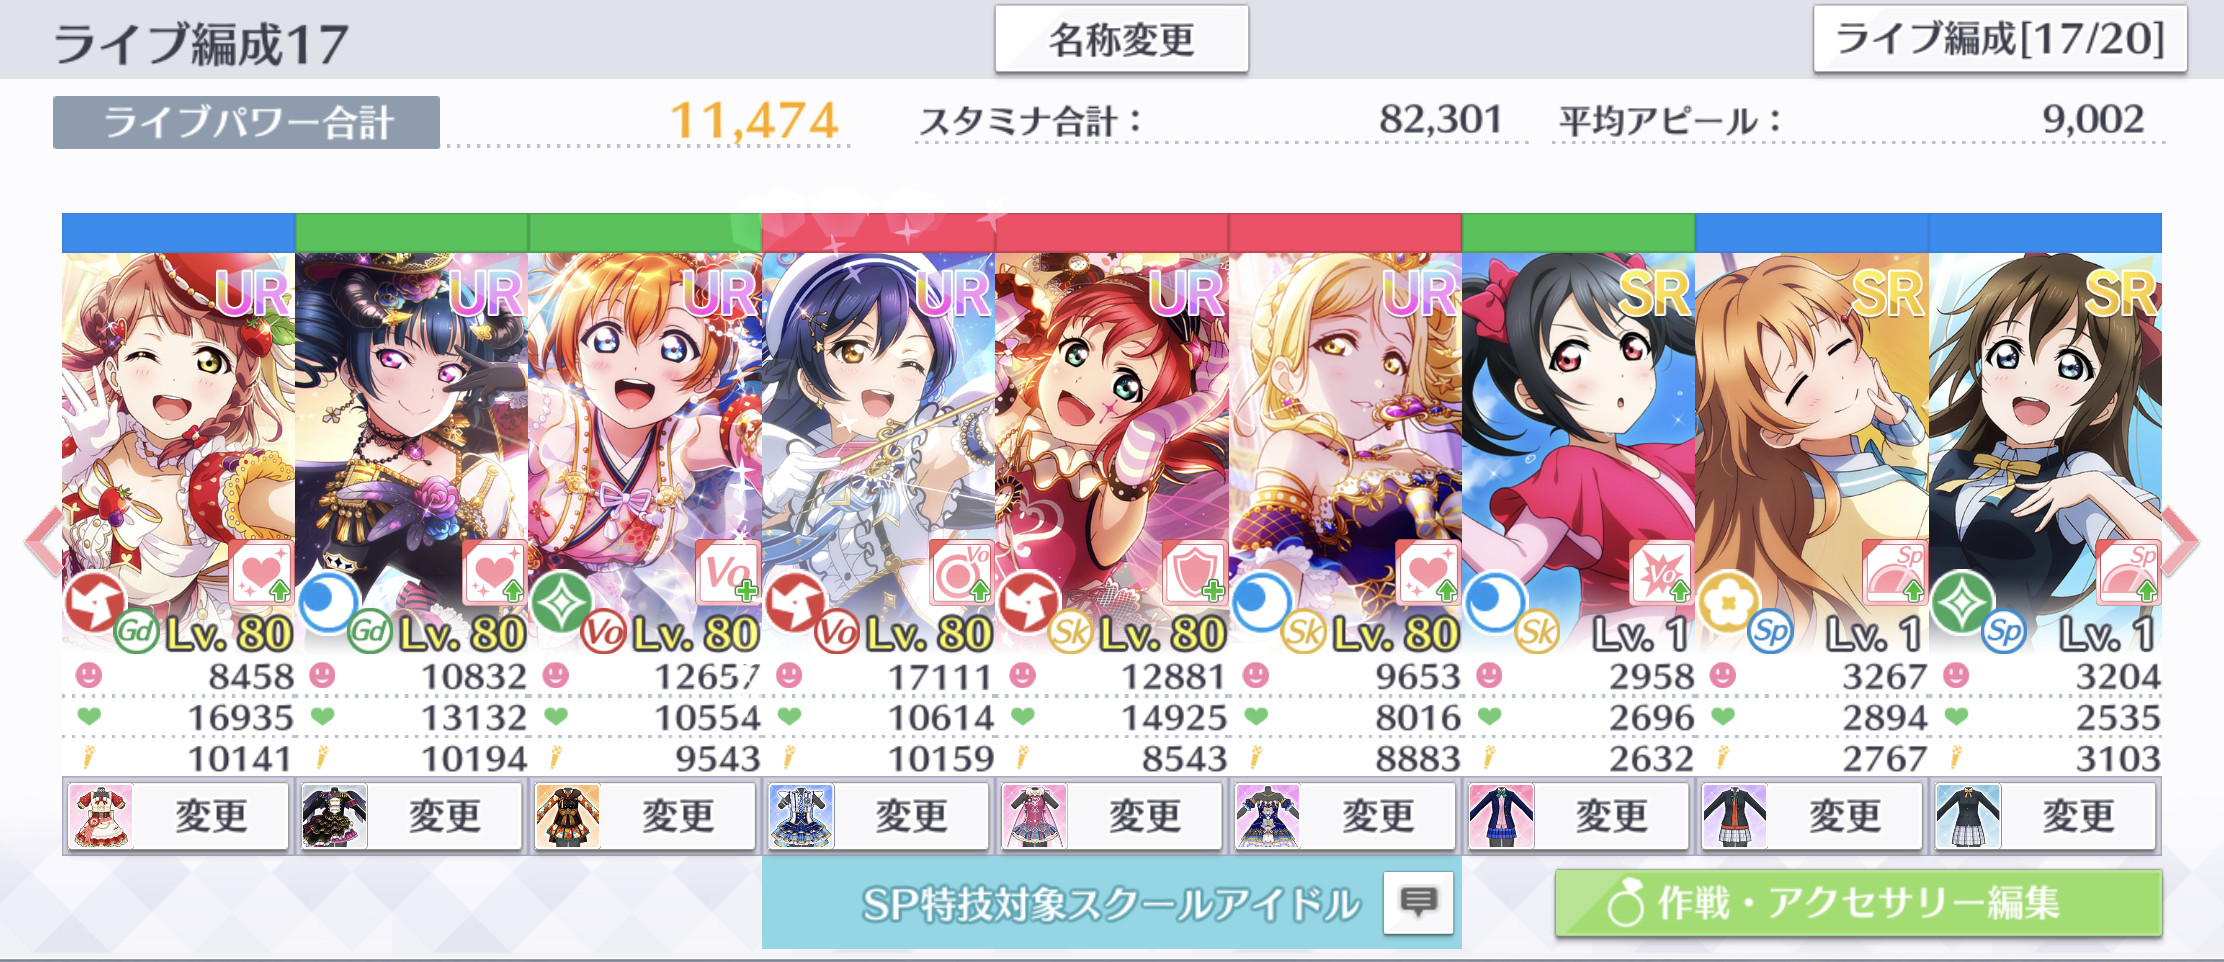 ライブ編成17 名称変更 ライブ編成[17/20]
ライブパワー合計 11,474 スタミナ合計： 82,301 平均アピール： 9,002
UR UR UR UR UR UR SR SR SR
Vo Vo Vo Sp Sp
Gd Lv. 80 Gd Lv. 80 Vo Lv. 80 Vo Lv. 80 Sk Lv. 80 Sk Lv. 80 Sk Lv. 1 Sp Lv. 1 Sp Lv. 1
8458 10832 12657 17111 12881 9653 2958 3267 3204
16935 13132 10554 10614 14925 8016 2696 2894 2535
10141 10194 9543 10159 8543 8883 2632 2767 3103
変更 変更 変更 変更 変更 変更 変更 変更 変更
SP特技対象スクールアイドル 作戦・アクセサリー編集